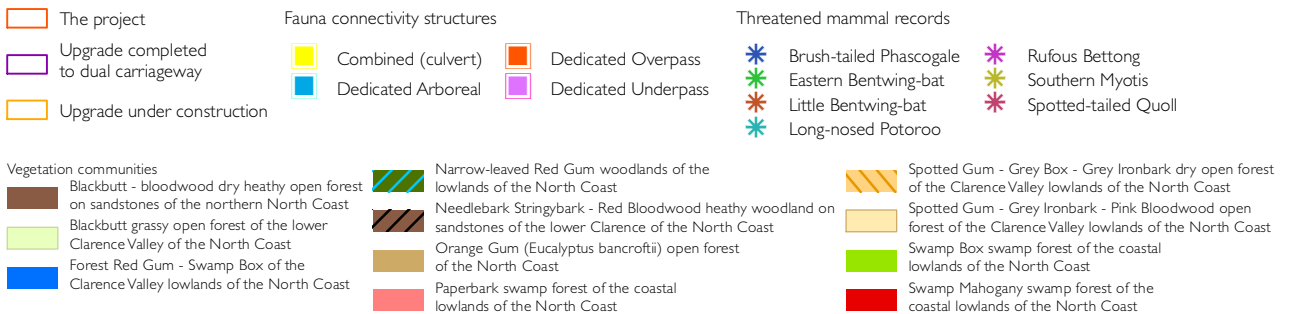 The project
Upgrade completed
to dual carriageway
Upgrade under construction
Fauna connectivity structures
Combined (culvert)
Dedicated Arboreal
Dedicated Overpass
Dedicated Underpass
Threatened mammal records
Brush-tailed Phascogale
Eastern Bentwing-bat
Little Bentwing-bat
Long-nosed Potoroo
Rufous Bettong
Southern Myotis
Spotted-tailed Quoll
Vegetation communities
Blackbutt - bloodwood dry heathy open forest
on sandstones of the northern North Coast
Blackbutt grassy open forest of the lower
Clarence Valley of the North Coast
Forest Red Gum - Swamp Box of the
Clarence Valley lowlands of the North Coast
Narrow-leaved Red Gum woodlands of the
lowlands of the North Coast
Needlebark Stringybark - Red Bloodwood heathy woodland on
sandstones of the lower Clarence of the North Coast
Orange Gum (Eucalyptus bancroftii) open forest
of the North Coast
Paperbark swamp forest of the coastal
lowlands of the North Coast
Spotted Gum - Grey Box - Grey Ironbark dry open forest
of the Clarence Valley lowlands of the North Coast
Spotted Gum - Grey Ironbark - Pink Bloodwood open
forest of the Clarence Valley lowlands of the North Coast
Swamp Box swamp forest of the coastal
lowlands of the North Coast
Swamp Mahogany swamp forest of the
coastal lowlands of the North Coast